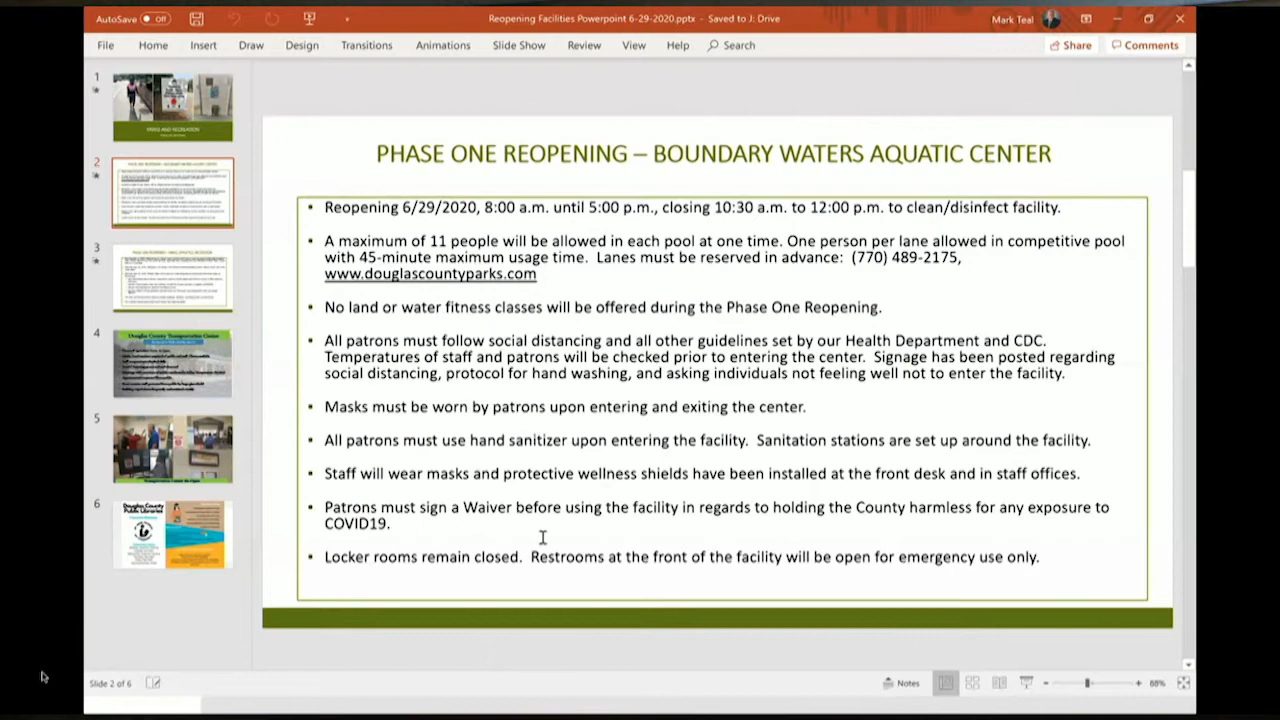 AutoSave Off
Reopening Facilities Powerpoint 6-29-2020.pptx - Saved to J: Drive
Mark Teal
File Home Insert Draw Design Transitions Animations Slide Show Review View Help Search
Share Comments
1
2
3
4
5
6
PHASE ONE REOPENING – BOUNDARY WATERS AQUATIC CENTER
• Reopening on 7/6/2020, 8:00 a.m. until 5:00 p.m., closing 10:30 a.m. to 12:00 p.m. to clean/disinfect facility.
• A maximum of 11 people will be allowed in each pool at one time. One person per lane allowed in competitive pool
with 45-minute maximum usage time. Lanes must be reserved in advance: (770) 489-2175,
www.douglascountyparks.com
• No land or water fitness classes will be offered during the Phase One Reopening.
• All patrons must follow social distancing and all other guidelines set by our Health Department and CDC.
Temperatures of staff and patrons will be checked prior to entering the center. Signage has been posted regarding
social distancing, protocol for handwashing, and asking individuals not feeling well not to enter the facility.
• Masks must be worn by patrons upon entering and exiting the center.
• All patrons must use hand sanitizer upon entering the facility. Sanitation stations are set up around the facility.
• Staff will wear masks and protective wellness shields have been installed at the front desk and in staff offices.
• Patrons must sign a Waiver before using the facility in regards to holding the County harmless for any exposure to
COVID19.
• Locker rooms remain closed. Restrooms at the front of the facility will be open for emergency use only.
Slide 2 of 6
Notes
88%